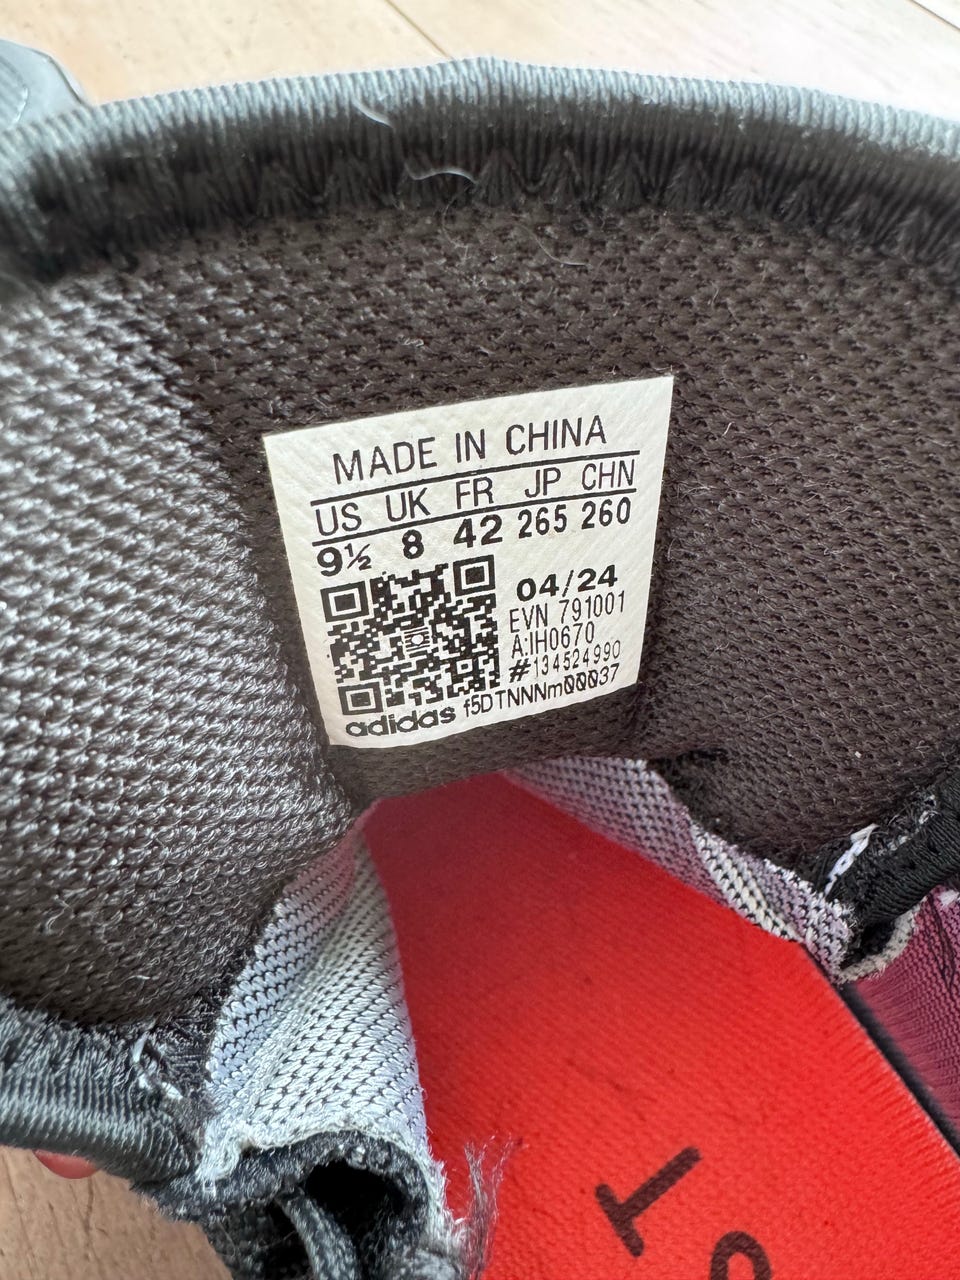 MADE IN CHINA
US UK FR JP CHN
9½ 8 42 265 260
04/24
EVN 791001
A:IH0670
#134524990
adidas f5DTNNNm00037